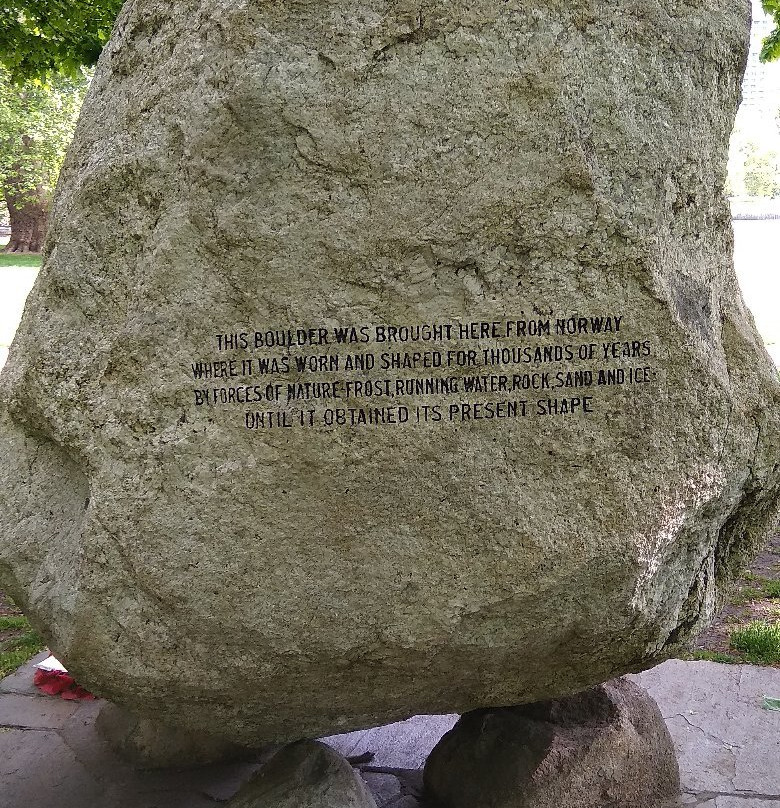 THIS BOULDER WAS BROUGHT HERE FROM NORWAY
WHERE IT WAS WORN AND SHAPED FOR THOUSANDS OF YEARS
BY FORCES OF NATURE-FROST, RUNNING WATER, ROCK, SAND AND ICE-
UNTIL IT OBTAINED ITS PRESENT SHAPE